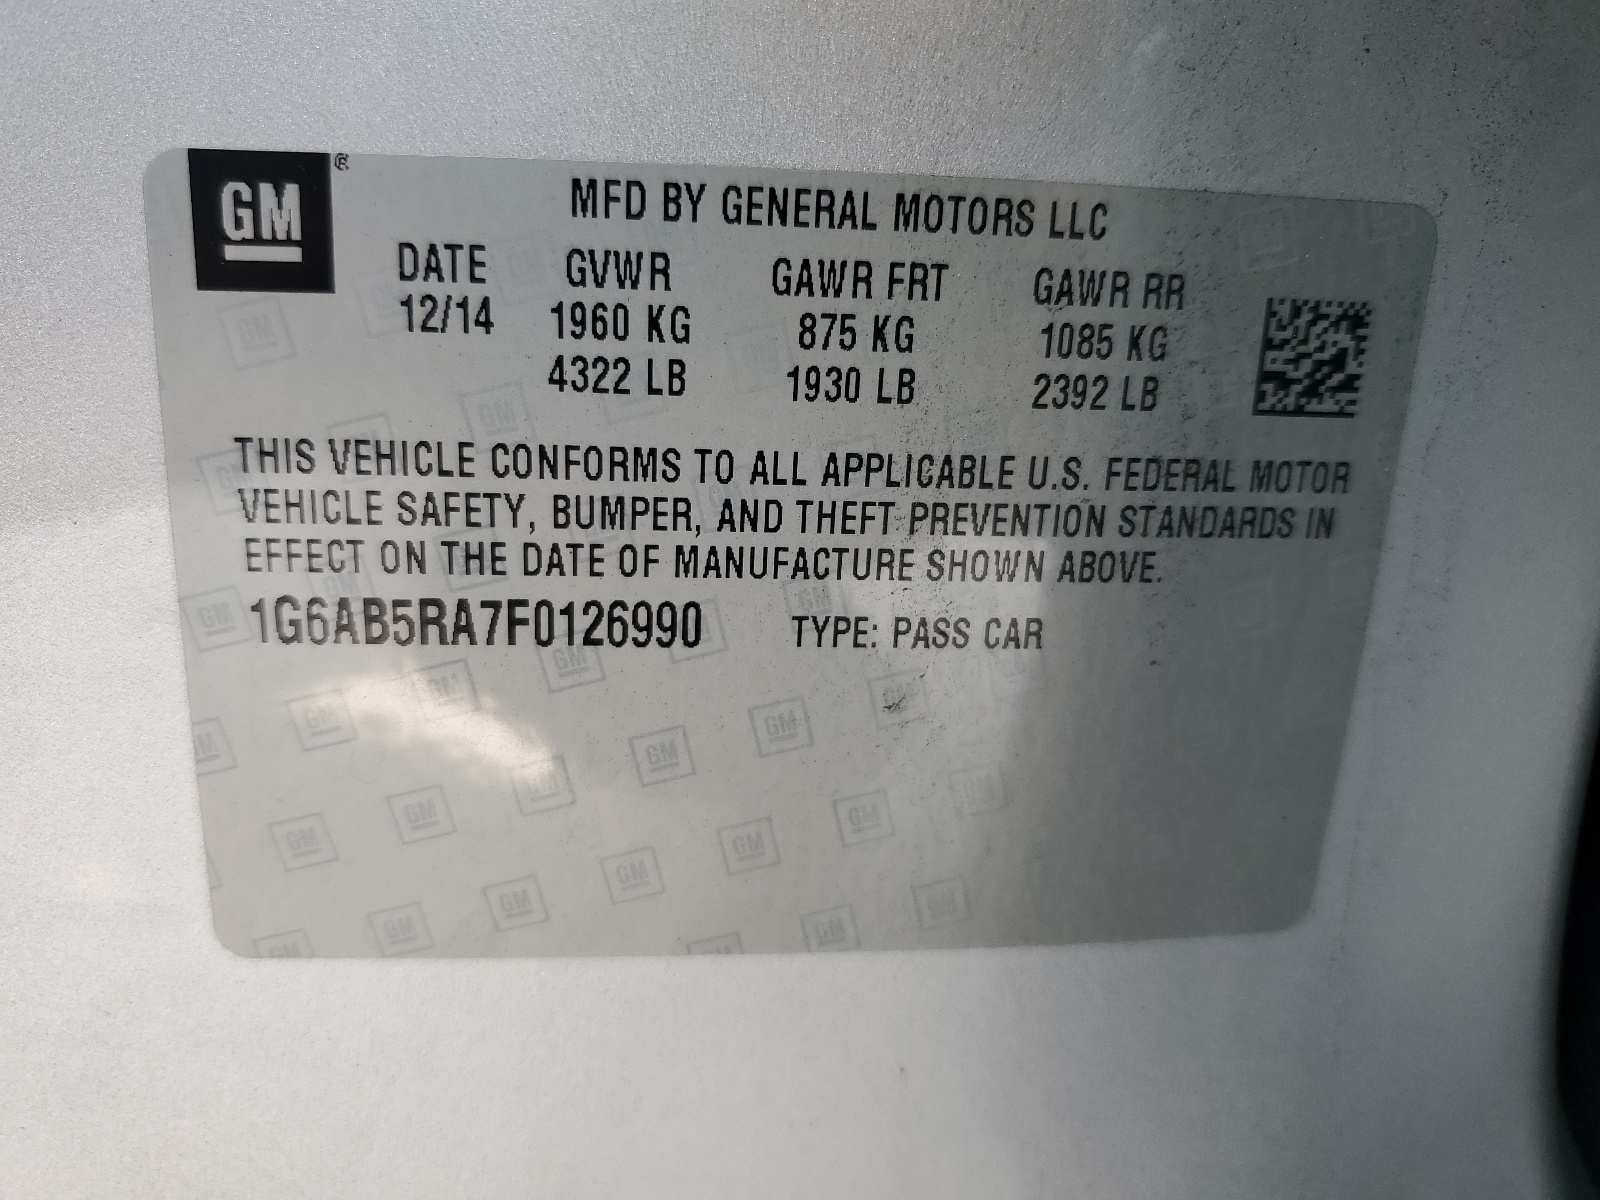 GM ®
MFD BY GENERAL MOTORS LLC
DATE GVWR GAWR FRT GAWR RR
12/14 1960 KG 875 KG 1085 KG
4322 LB 1930 LB 2392 LB
THIS VEHICLE CONFORMS TO ALL APPLICABLE U.S. FEDERAL MOTOR
VEHICLE SAFETY, BUMPER, AND THEFT PREVENTION STANDARDS IN
EFFECT ON THE DATE OF MANUFACTURE SHOWN ABOVE.
1G6AB5RA7F0126990 TYPE: PASS CAR